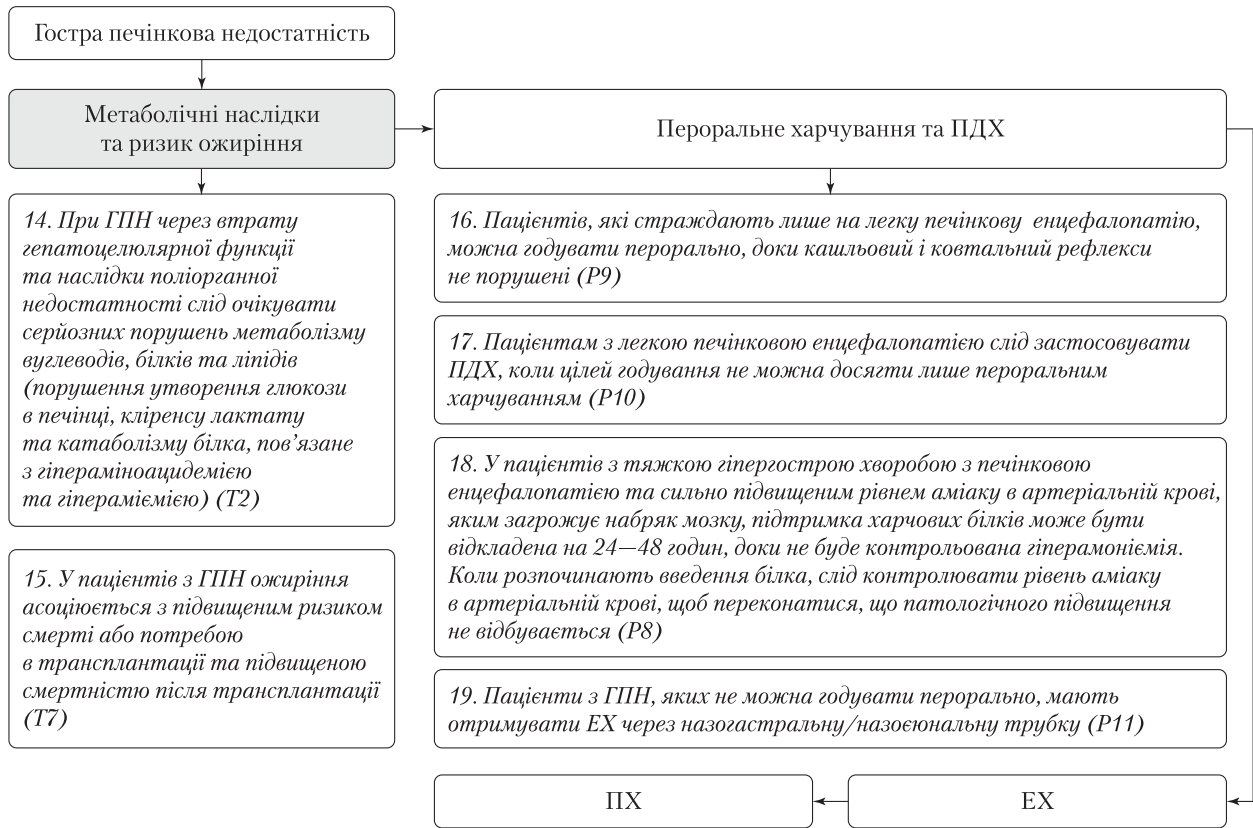 Гостра печінкова недостатність
Метаболічні наслідки
та ризик ожиріння
Пероральне харчування та ПДХ
14. При ГПН через втрату
гепатоцелюлярної функції
та наслідки поліорганної
недостатності слід очікувати
серйозних порушень метаболізму
вуглеводів, білків та ліпідів
(порушення утворення глюкози
в печінці, кліренсу лактату
та катаболізму білка, пов’язане
з гіпераміноацидемією
та гіпераміємією) (Т2)
15. У пацієнтів з ГПН ожиріння
асоціюється з підвищеним ризиком
смерті або потребою
в трансплантації та підвищеною
смертністю після трансплантації
(Т7)
16. Пацієнтів, які страждають лише на легку печінкову енцефалопатію,
можна годувати перорально, доки кашльовий і ковтальний рефлекси
не порушені (Р9)
17. Пацієнтам з легкою печінковою енцефалопатією слід застосовувати
ПДХ, коли цілей годування не можна досягти лише пероральним
харчуванням (Р10)
18. У пацієнтів з тяжкою гіпергострою хворобою з печінковою
енцефалопатією та сильно підвищеним рівнем аміаку в артеріальній крові,
яким загрожує набряк мозку, підтримка харчових білків може бути
відкладена на 24—48 годин, доки не буде контрольована гіперамоніємія.
Коли розпочинають введення білка, слід контролювати рівень аміаку
в артеріальній крові, щоб переконатися, що патологічного підвищення
не відбувається (Р8)
19. Пацієнти з ГПН, яких не можна годувати перорально, мають
отримувати ЕХ через назогастральну/назоєюнальну трубку (Р11)
ПХ
ЕХ